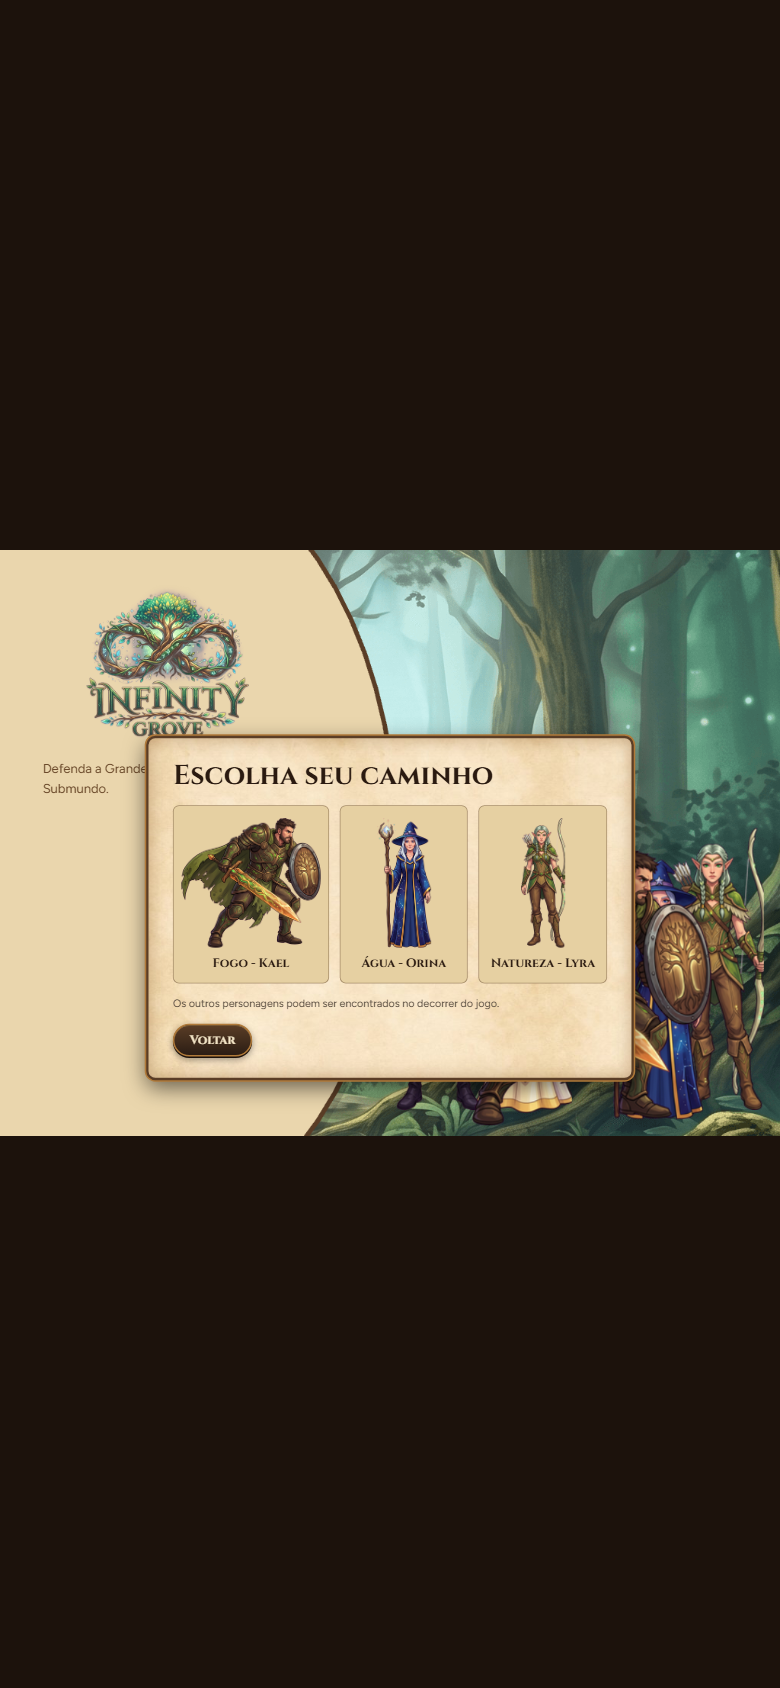 INFINITY
GROVE
Defenda a Grande
Submundo.
Escolha seu caminho
Fogo - Kael
Água - Orina
Natureza - Lyra
Os outros personagens podem ser encontrados no decorrer do jogo.
Voltar